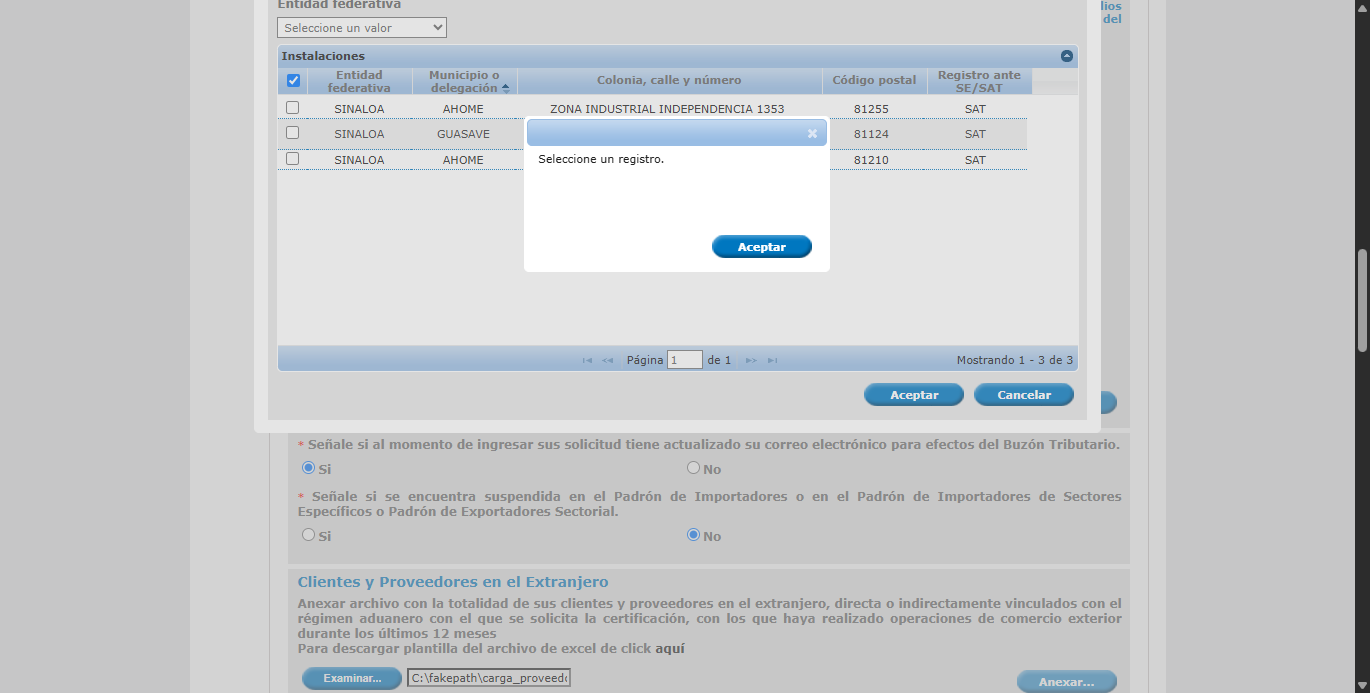 Entidad federativa
lios
del
Seleccione un valor
Instalaciones
Entidad federativa
Municipio o delegación
Colonia, calle y número
Código postal
Registro ante SE/SAT
SINALOA AHOME ZONA INDUSTRIAL INDEPENDENCIA 1353 81255 SAT
SINALOA GUASAVE 81124 SAT
SINALOA AHOME 81210 SAT
Seleccione un registro.
Aceptar
Página 1 de 1
Mostrando 1 - 3 de 3
Aceptar Cancelar
* Señale si al momento de ingresar sus solicitud tiene actualizado su correo electrónico para efectos del Buzón Tributario.
Si No
* Señale si se encuentra suspendida en el Padrón de Importadores o en el Padrón de Importadores de Sectores
Específicos o Padrón de Exportadores Sectorial.
Si No
Clientes y Proveedores en el Extranjero
Anexar archivo con la totalidad de sus clientes y proveedores en el extranjero, directa o indirectamente vinculados con el
régimen aduanero con el que se solicita la certificación, con los que haya realizado operaciones de comercio exterior
durante los últimos 12 meses
Para descargar plantilla del archivo de excel de click aquí
Examinar... C:\fakepath\carga_proveed
Anexar...